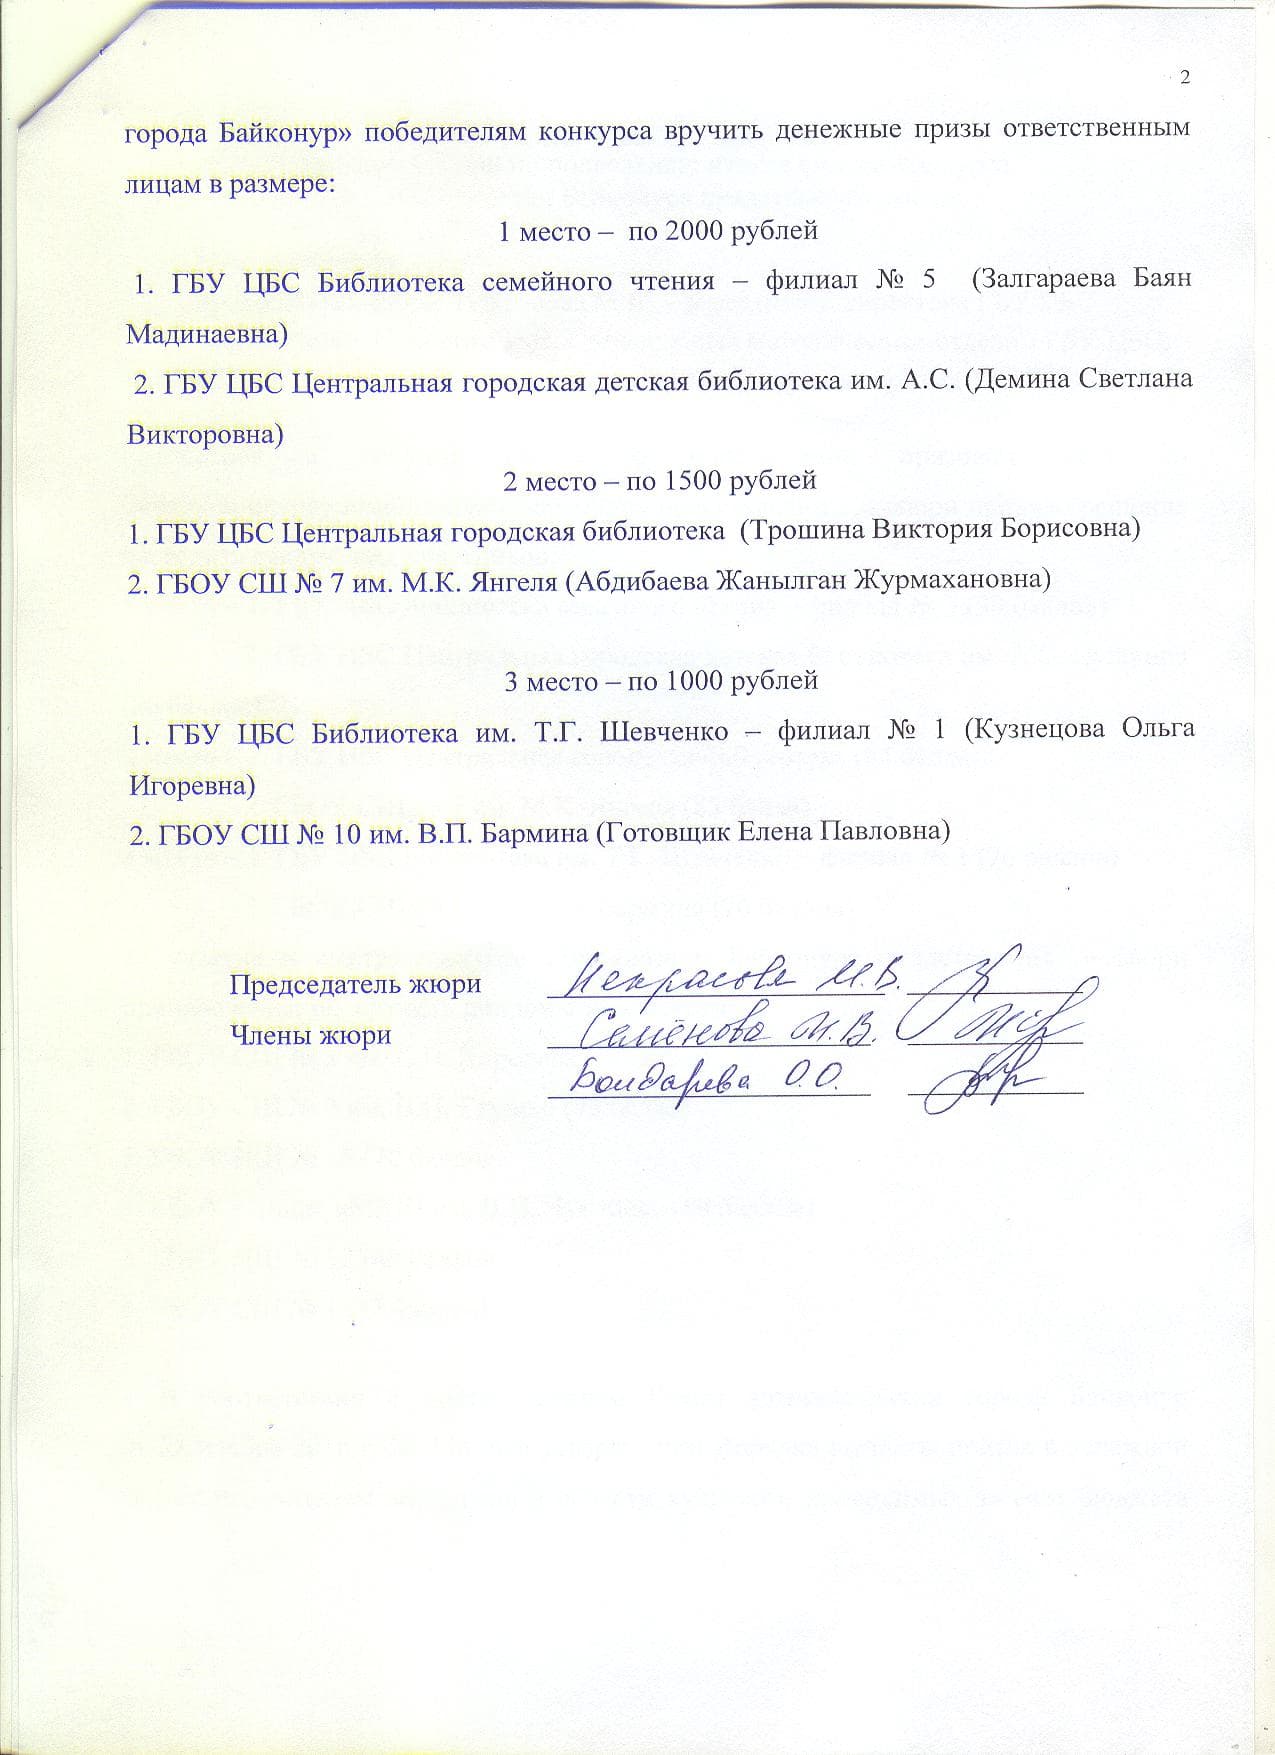 2
города Байконур» победителям конкурса вручить денежные призы ответственным
лицам в размере:
1 место – по 2000 рублей
1. ГБУ ЦБС Библиотека семейного чтения – филиал № 5 (Залгараева Баян
Мадинаевна)
2. ГБУ ЦБС Центральная городская детская библиотека им. А.С. (Демина Светлана
Викторовна)
2 место – по 1500 рублей
1. ГБУ ЦБС Центральная городская библиотека (Трошина Виктория Борисовна)
2. ГБОУ СШ № 7 им. М.К. Янгеля (Абдибаева Жанылган Журмахановна)
3 место – по 1000 рублей
1. ГБУ ЦБС Библиотека им. Т.Г. Шевченко – филиал № 1 (Кузнецова Ольга
Игоревна)
2. ГБОУ СШ № 10 им. В.П. Бармина (Готовщик Елена Павловна)
Председатель жюри Некрасова И.В.
Члены жюри Семёнова И.В.
Бондарева О.О.